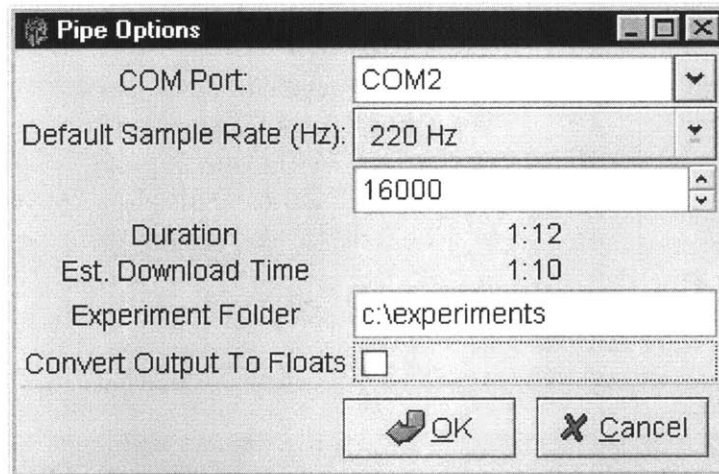 Pipe Options
COM Port: COM2
Default Sample Rate (Hz): 220 Hz
16000
Duration 1:12
Est. Download Time 1:10
Experiment Folder c:\experiments
Convert Output To Floats
OK Cancel